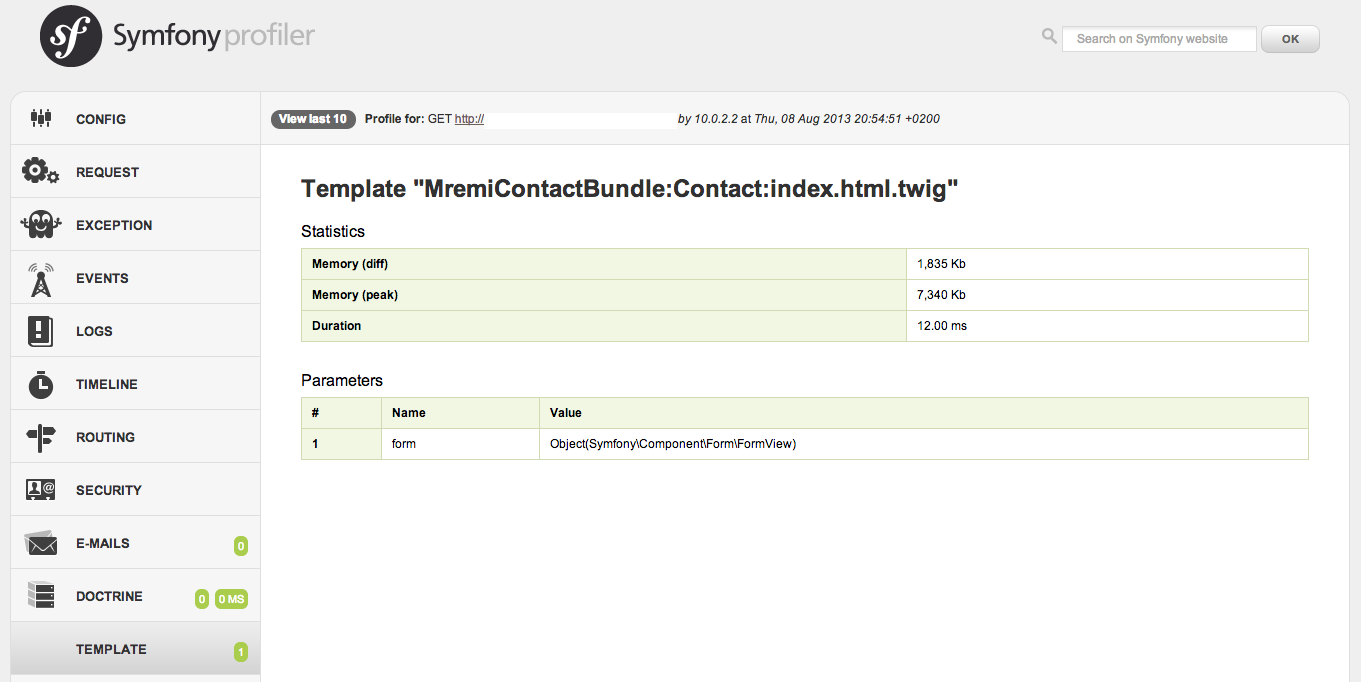 sf Symfony profiler
Search on Symfony website OK
CONFIG
REQUEST
EXCEPTION
EVENTS
LOGS
TIMELINE
ROUTING
SECURITY
E-MAILS 0
DOCTRINE 0 0 MS
TEMPLATE 1
View last 10 Profile for: GET http:// by 10.0.2.2 at Thu, 08 Aug 2013 20:54:51 +0200
Template "MremiContactBundle:Contact:index.html.twig"
Statistics
Memory (diff) 1,835 Kb
Memory (peak) 7,340 Kb
Duration 12.00 ms
Parameters
# Name Value
1 form Object(Symfony\Component\Form\FormView)